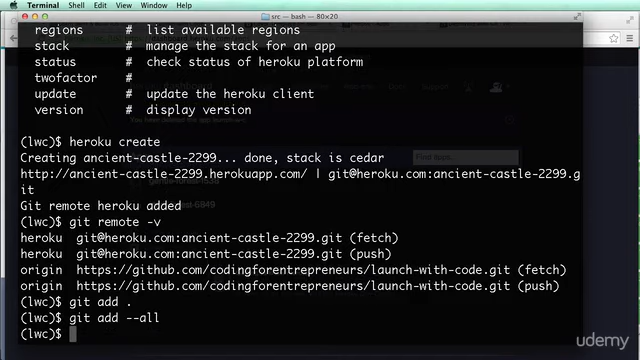 Terminal Shell Edit View Window Help
src — bash — 80×20
regions # list available regions
stack # manage the stack for an app
status # check status of heroku platform
twofactor #
update # update the heroku client
version # display version
(lwc)$ heroku create
Creating ancient-castle-2299... done, stack is cedar
http://ancient-castle-2299.herokuapp.com/ | git@heroku.com:ancient-castle-2299.g
it
Git remote heroku added
(lwc)$ git remote -v
heroku git@heroku.com:ancient-castle-2299.git (fetch)
heroku git@heroku.com:ancient-castle-2299.git (push)
origin https://github.com/codingforentrepreneurs/launch-with-code.git (fetch)
origin https://github.com/codingforentrepreneurs/launch-with-code.git (push)
(lwc)$ git add .
(lwc)$ git add --all
(lwc)$
udemy